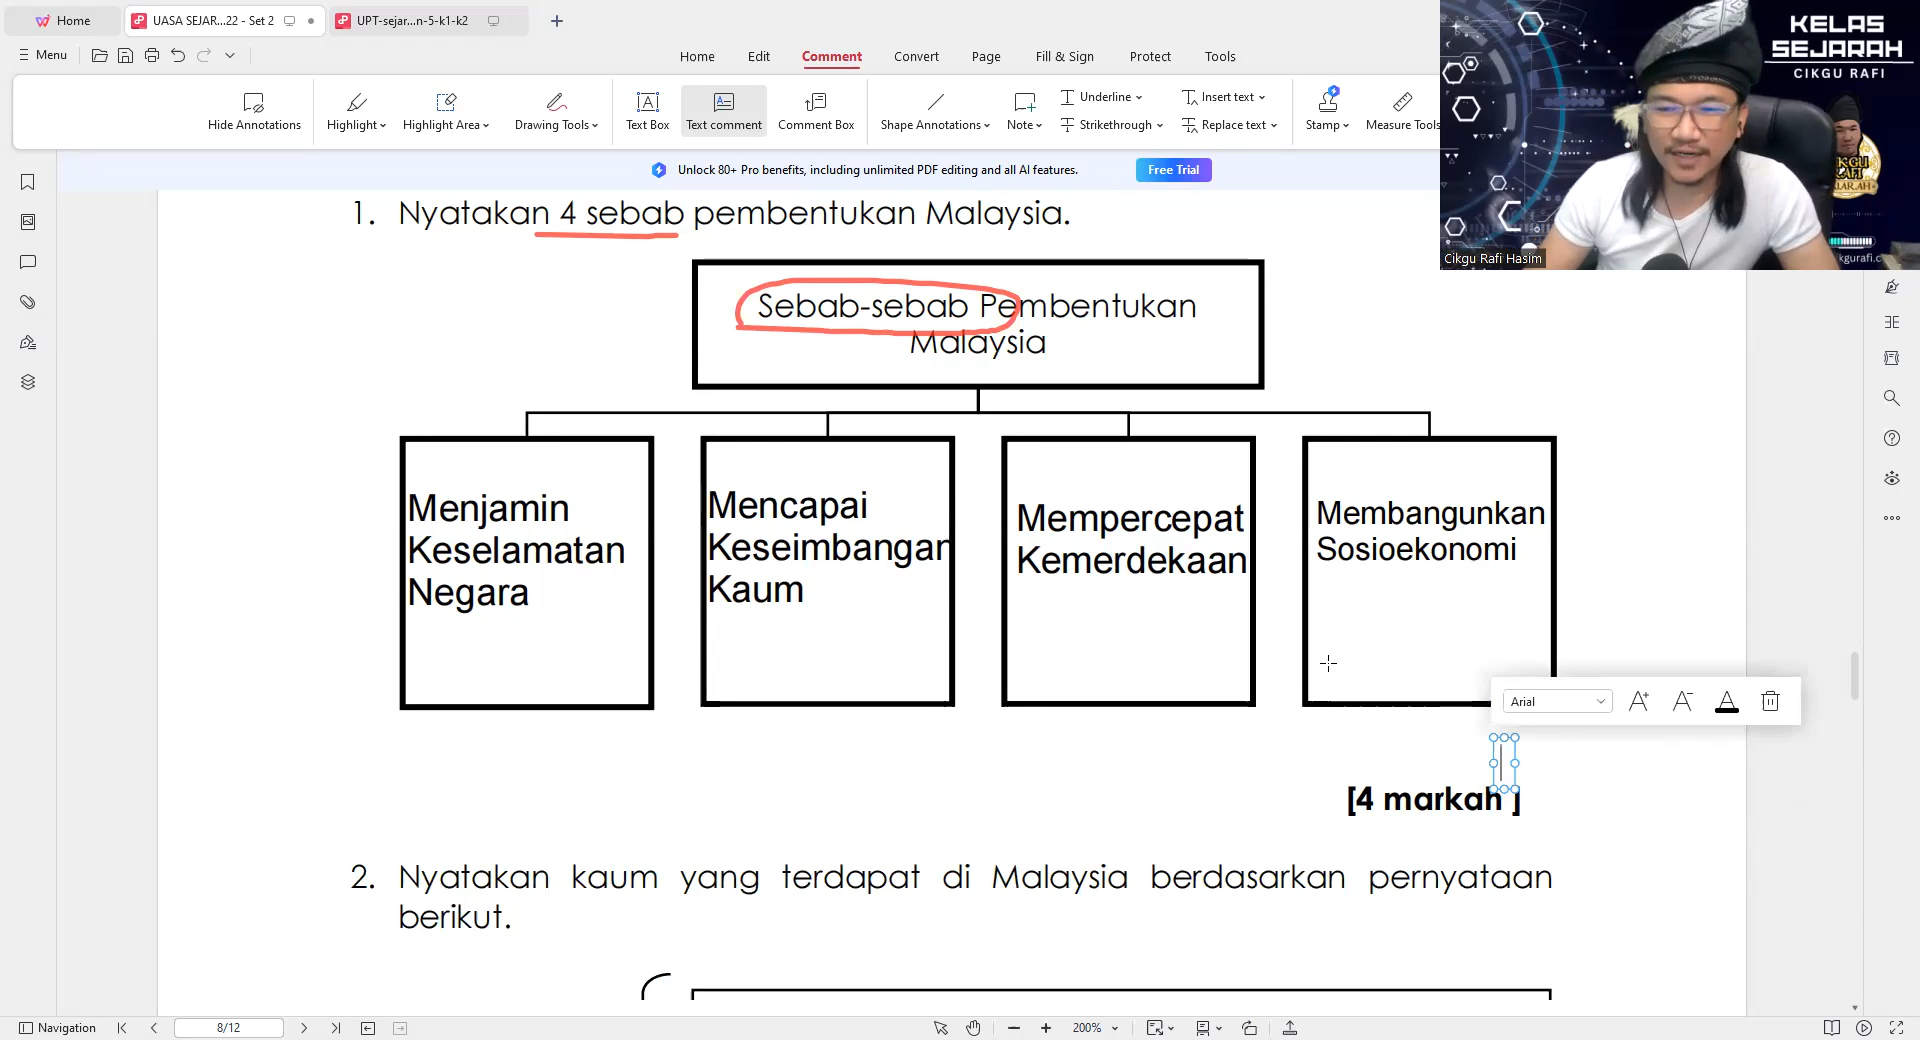 Home
UASA SEJAR...22 - Set 2
UPT-sejar...n-5-k1-k2
Menu
Home Edit Comment Convert Page Fill & Sign Protect Review Tools
Hide Annotations
Highlight
Highlight Area
Drawing Tools
Text Box
Text comment
Comment Box
Shape Annotations
Note
Underline
Strikethrough
Insert text
Replace text
Stamp
Measure Tools
Unlock 80+ Pro benefits, including unlimited PDF editing and all AI features.
Free Trial
KELAS
SEJARAH
CIKGU RAFI
Cikgu Rafi Hasim
1. Nyatakan 4 sebab pembentukan Malaysia.
Sebab-sebab Pembentukan
Malaysia
Menjamin
Keselamatan
Negara
Mencapai
Keseimbangan
Kaum
Mempercepat
Kemerdekaan
Membangunkan
Sosioekonomi
Arial
[4 markah ]
2. Nyatakan kaum yang terdapat di Malaysia berdasarkan pernyataan
berikut.
Navigation
8/12
200%